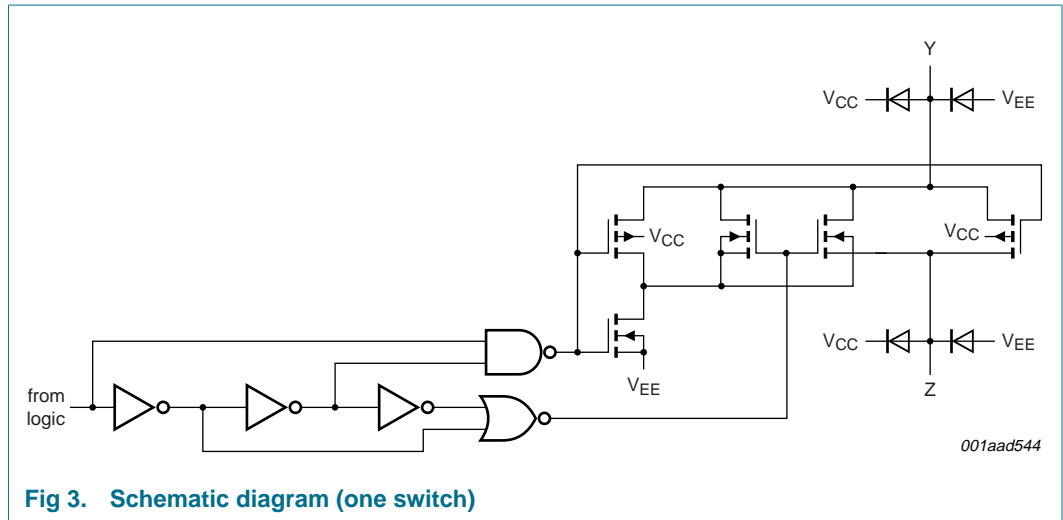 Y
VCC
VEE
VCC
VCC
VCC
VEE
VEE
Z
from
logic
001aad544
Fig 3. Schematic diagram (one switch)